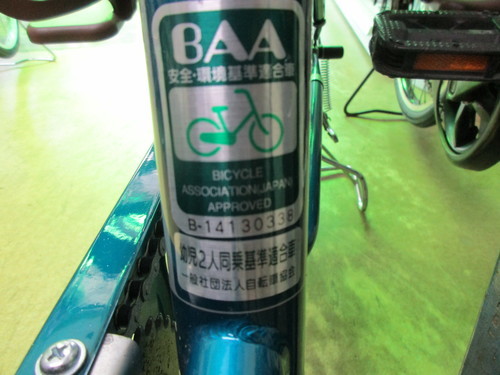 BAA
安全・環境基準適合車
BICYCLE
ASSOCIATION(JAPAN)
APPROVED
B-14130338
幼児2人同乗基準適合車
一般社団法人自転車協会